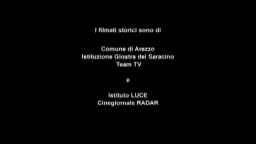 I filmati storici sono di
Comune di Arezzo
Istituzione Giostra del Saracino
Team TV
e
Istituto LUCE
Cinegiornale RADAR